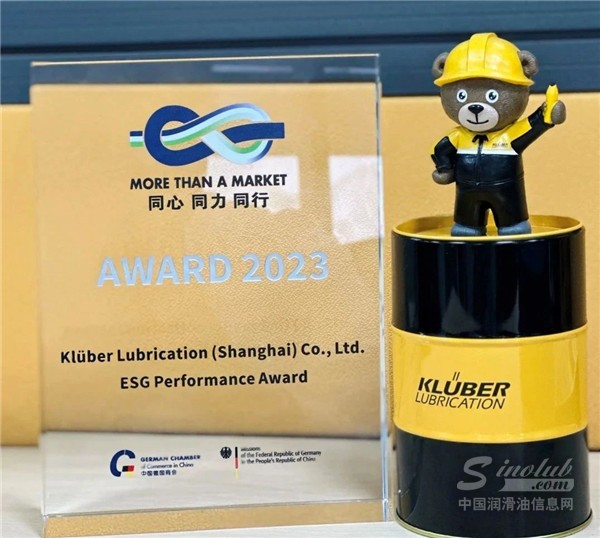 MORE THAN A MARKET
同心 同力 同行
AWARD 2023
Klüber Lubrication (Shanghai) Co., Ltd.
ESG Performance Award
GERMAN CHAMBER
of Commerce in China
中国德国商会
Missions
of the Federal Republic of Germany
in the People's Republic of China
KLÜBER
LUBRICATION
Sinolub
.com
中国润滑油信息网